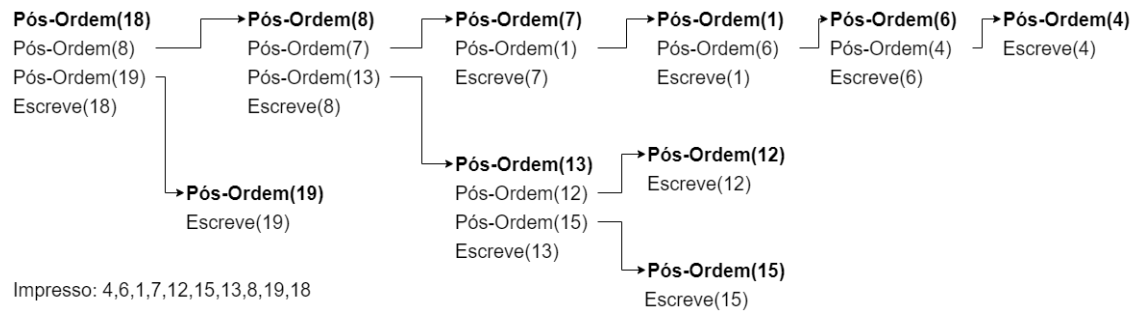 Pós-Ordem(18)
Pós-Ordem(8)
Pós-Ordem(19)
Escreve(18)
Pós-Ordem(8)
Pós-Ordem(7)
Pós-Ordem(13)
Escreve(8)
Pós-Ordem(7)
Pós-Ordem(1)
Escreve(7)
Pós-Ordem(1)
Pós-Ordem(6)
Escreve(1)
Pós-Ordem(6)
Pós-Ordem(4)
Escreve(6)
Pós-Ordem(4)
Escreve(4)
Pós-Ordem(19)
Escreve(19)
Pós-Ordem(13)
Pós-Ordem(12)
Pós-Ordem(15)
Escreve(13)
Pós-Ordem(12)
Escreve(12)
Pós-Ordem(15)
Escreve(15)
Impresso: 4,6,1,7,12,15,13,8,19,18